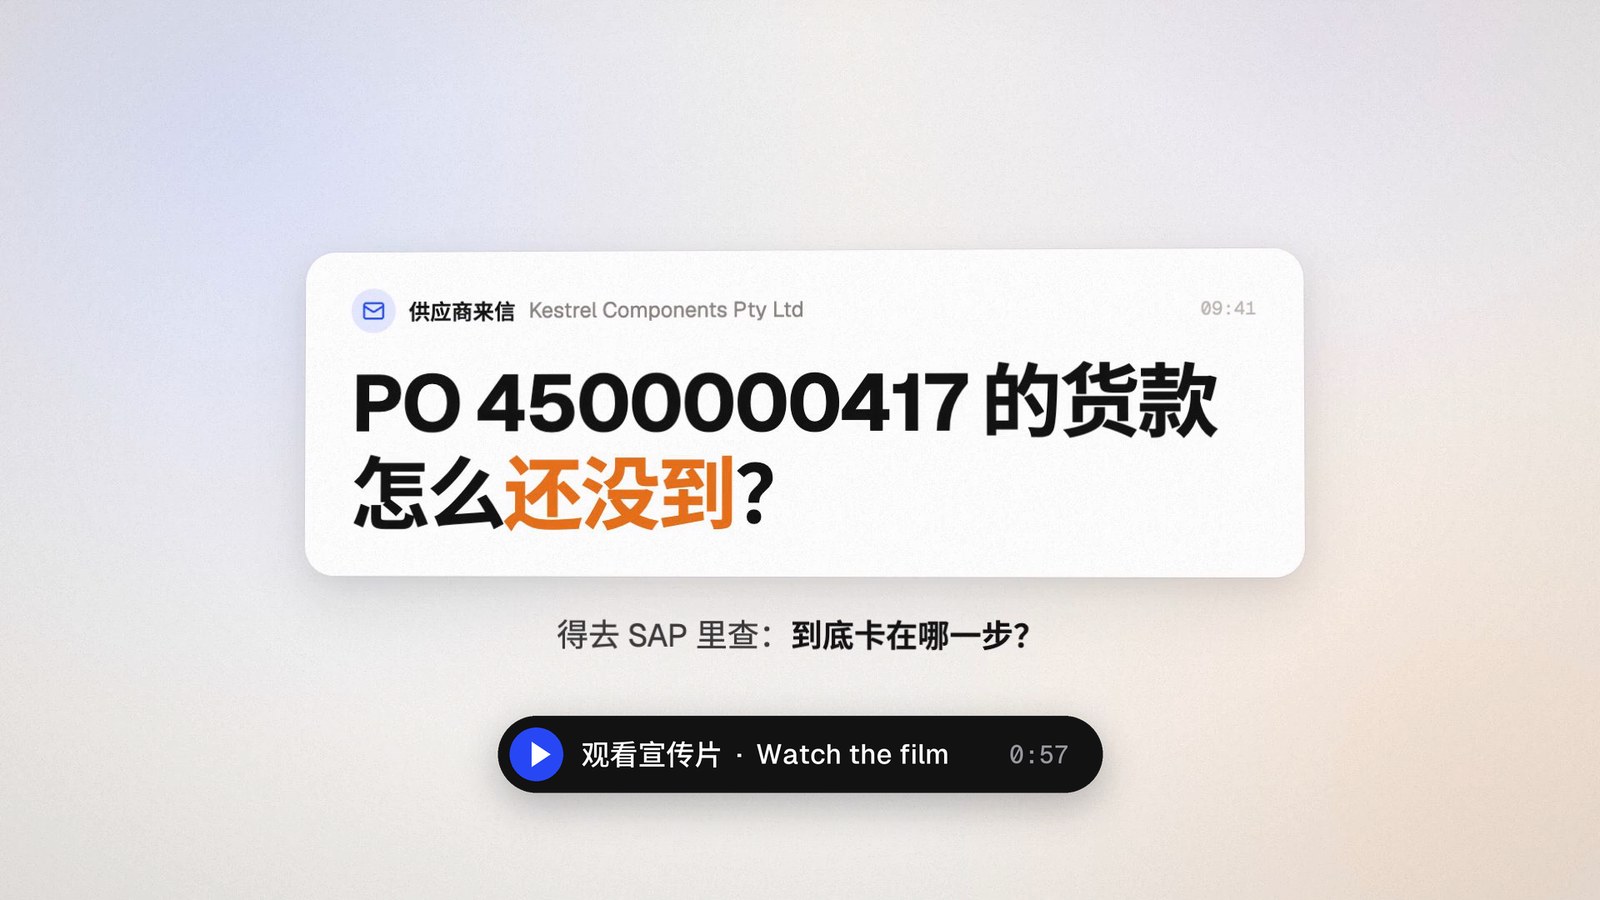 供应商来信 Kestrel Components Pty Ltd 09:41
PO 4500000417 的货款
怎么还没到?
得去 SAP 里查：到底卡在哪一步?
观看宣传片 · Watch the film 0:57